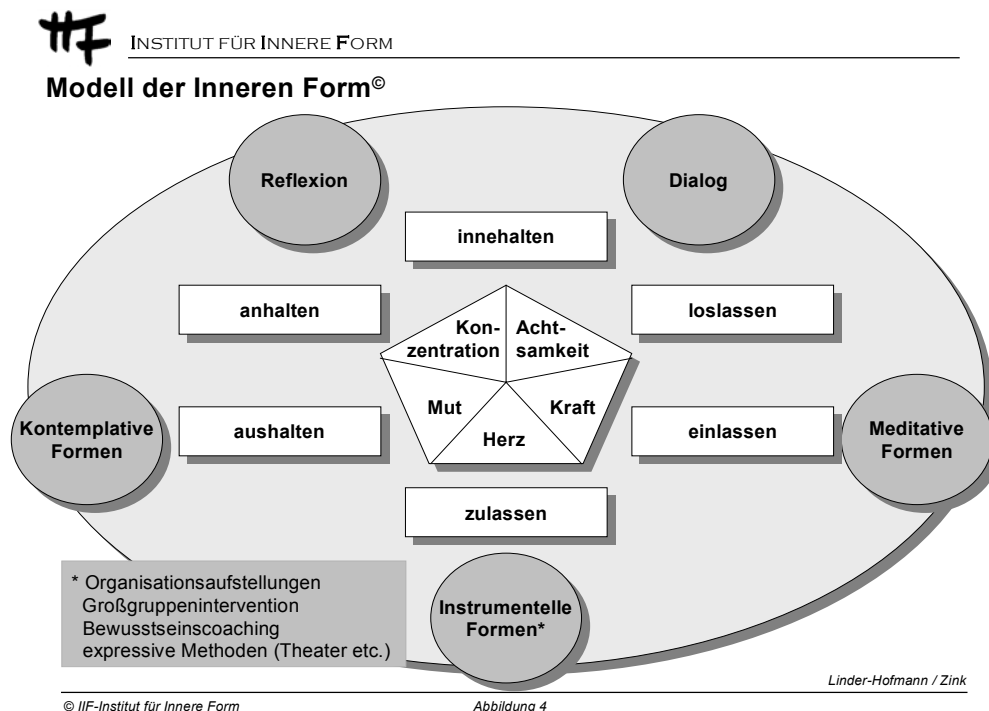 IIF INSTITUT FÜR INNERE FORM
Modell der Inneren Form©
Reflexion
Dialog
innehalten
anhalten
loslassen
Kon-
zentration
Acht-
samkeit
Mut
Kraft
Herz
Kontemplative
Formen
aushalten
einlassen
Meditative
Formen
zulassen
* Organisationsaufstellungen
Großgruppenintervention
Bewusstseinscoaching
expressive Methoden (Theater etc.)
Instrumentelle
Formen*
Linder-Hofmann / Zink
© IIF-Institut für Innere Form
Abbildung 4